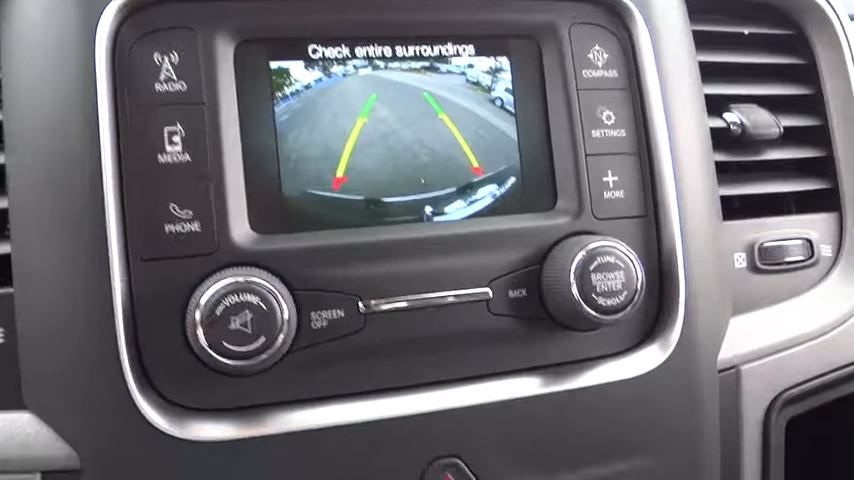 Check entire surroundings
RADIO
MEDIA
PHONE
N
COMPASS
SETTINGS
MORE
VOLUME
SCREEN
OFF
BACK
TUNE
BROWSE
ENTER
SCROLL